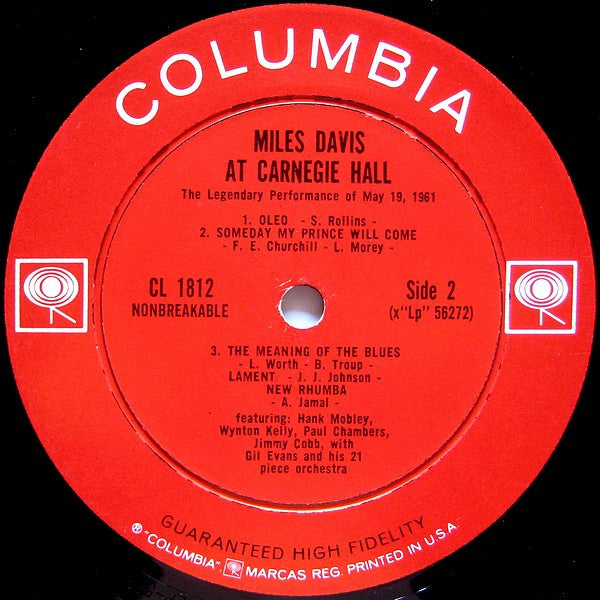 COLUMBIA
MILES DAVIS
AT CARNEGIE HALL
The Legendary Performance of May 19, 1961
1. OLEO - S. Rollins -
2. SOMEDAY MY PRINCE WILL COME
- F. E. Churchill - L. Morey -
CL 1812
NONBREAKABLE
Side 2
(x"Lp" 56272)
3. THE MEANING OF THE BLUES
- L. Worth - B. Troup -
LAMENT - J. J. Johnson -
NEW RHUMBA
- A. Jamal -
featuring: Hank Mobley,
Wynton Kelly, Paul Chambers,
Jimmy Cobb, with
Gil Evans and his 21
piece orchestra
GUARANTEED HIGH FIDELITY
® "COLUMBIA", MARCAS REG. PRINTED IN U.S.A.